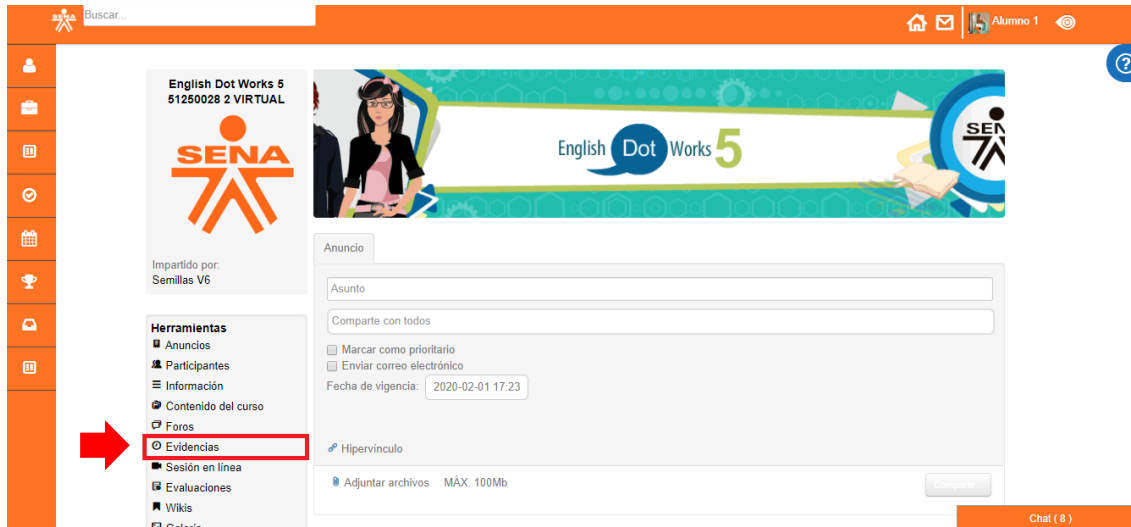 Buscar...
Alumno 1
English Dot Works 5
51250028 2 VIRTUAL
SENA
Impartido por:
Semillas V6
English Dot Works 5
SEN
Anuncio
Asunto
Comparte con todos
Marcar como prioritario
Enviar correo electrónico
Fecha de vigencia: 2020-02-01 17:23
Hipervínculo
Adjuntar archivos MÁX. 100Mb
Compartir
Herramientas
Anuncios
Participantes
Información
Contenido del curso
Foros
Evidencias
Sesión en línea
Evaluaciones
Wikis
Chat ( 8 )